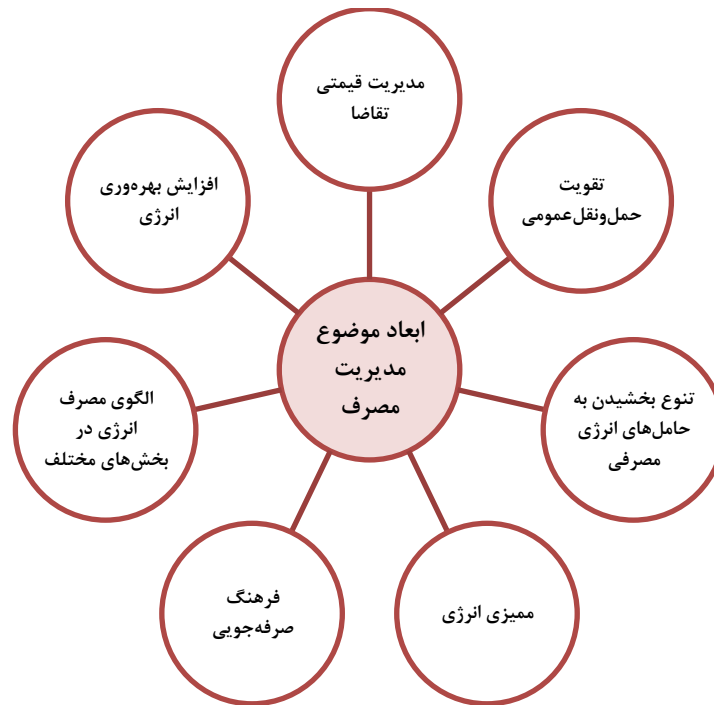 مدیریت قیمتی
تقاضا
تقویت
حمل‌ونقل‌عمومی
تنوع بخشیدن به
حامل‌های انرژی
مصرفی
ممیزی انرژی
فرهنگ
صرفه‌جویی
الگوی مصرف
انرژی در
بخش‌های مختلف
افزایش بهره‌وری
انرژی
ابعاد موضوع
مدیریت
مصرف